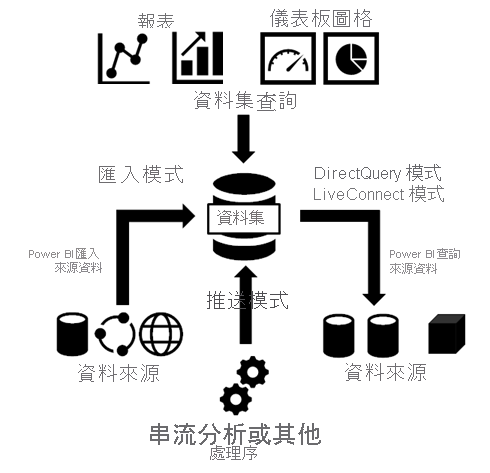 報表
儀表板圖格
資料集查詢
匯入模式
DirectQuery 模式
LiveConnect 模式
資料集
Power BI 匯入
來源資料
Power BI 查詢
來源資料
推送模式
資料來源
資料來源
串流分析或其他
處理序